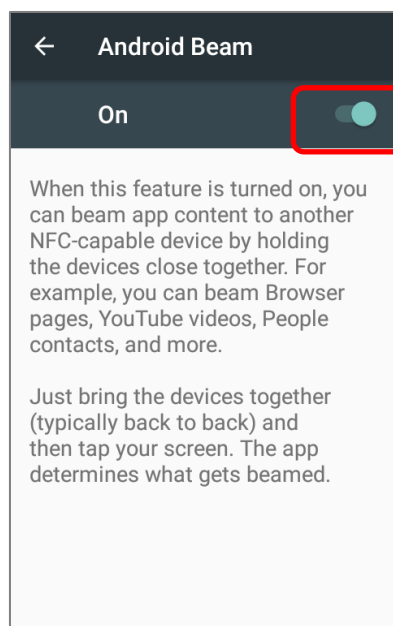 Android Beam
On
When this feature is turned on, you
can beam app content to another
NFC-capable device by holding
the devices close together. For
example, you can beam Browser
pages, YouTube videos, People
contacts, and more.
Just bring the devices together
(typically back to back) and
then tap your screen. The app
determines what gets beamed.